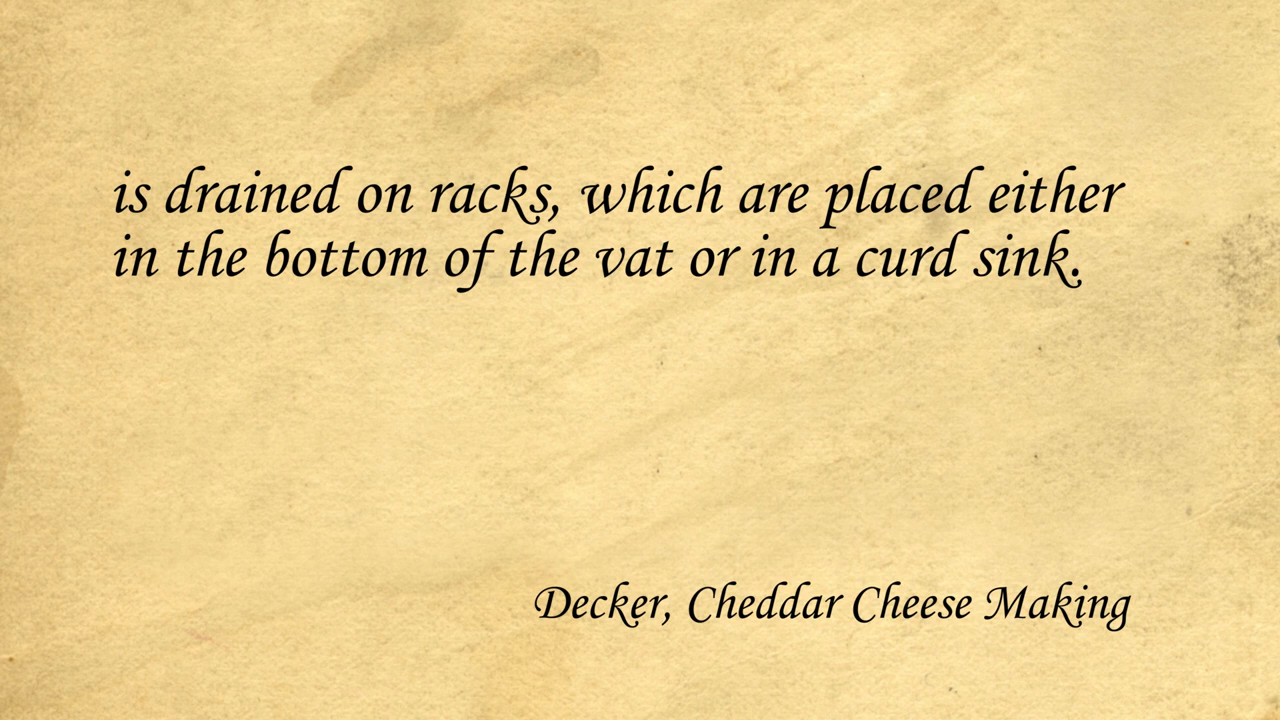 is drained on racks, which are placed either
in the bottom of the vat or in a curd sink.
Decker, Cheddar Cheese Making